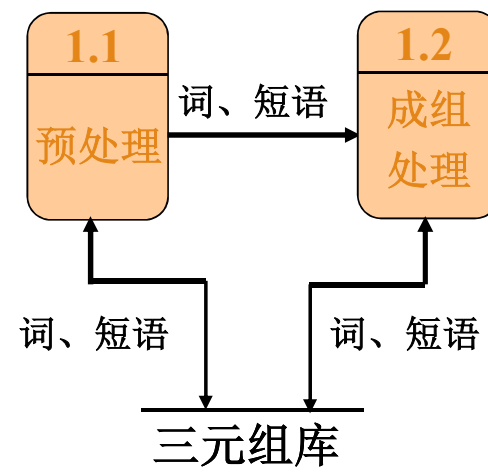 1.1
预处理
词、短语
1.2
成组
处理
词、短语
词、短语
三元组库